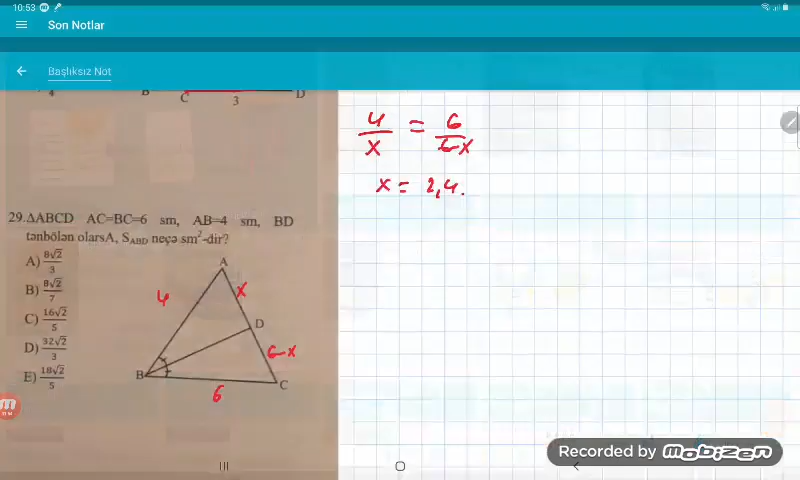 10:53
Son Notlar
Başlıksız Not
4
B
C
3
D
4/x = 6/6-x
x = 2,4.
29.ΔABCD AC=BC=6 sm, AB=4 sm, BD
tənbölən olarsA, S_ABD neçə sm²-dir?
A) 8√2/3
B) 8√2/7
C) 16√2/5
D) 32√2/3
E) 18√2/5
A
4
x
D
6-x
B
6
C
Recorded by mobizen